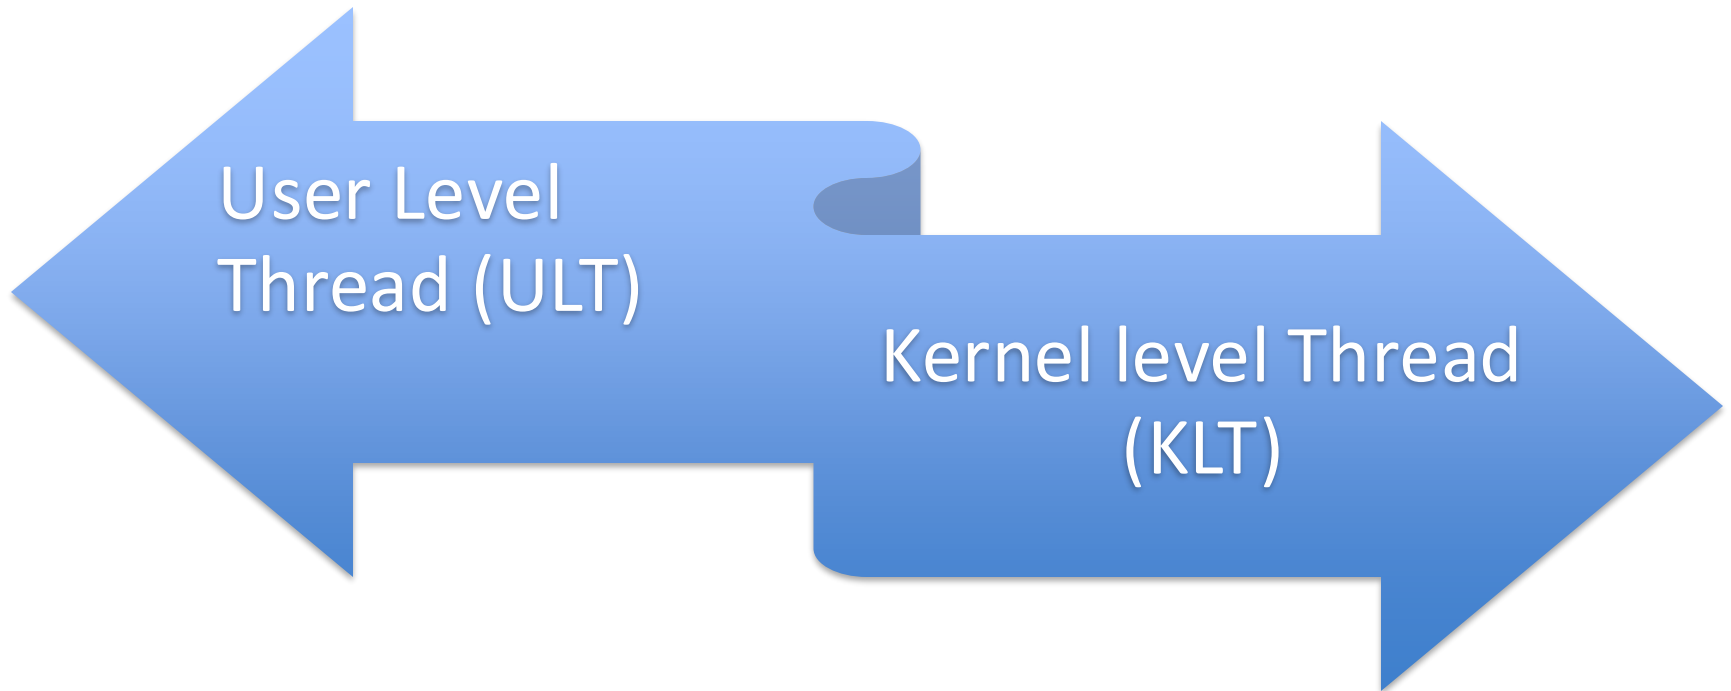 User Level
Thread (ULT)
Kernel level Thread
(KLT)